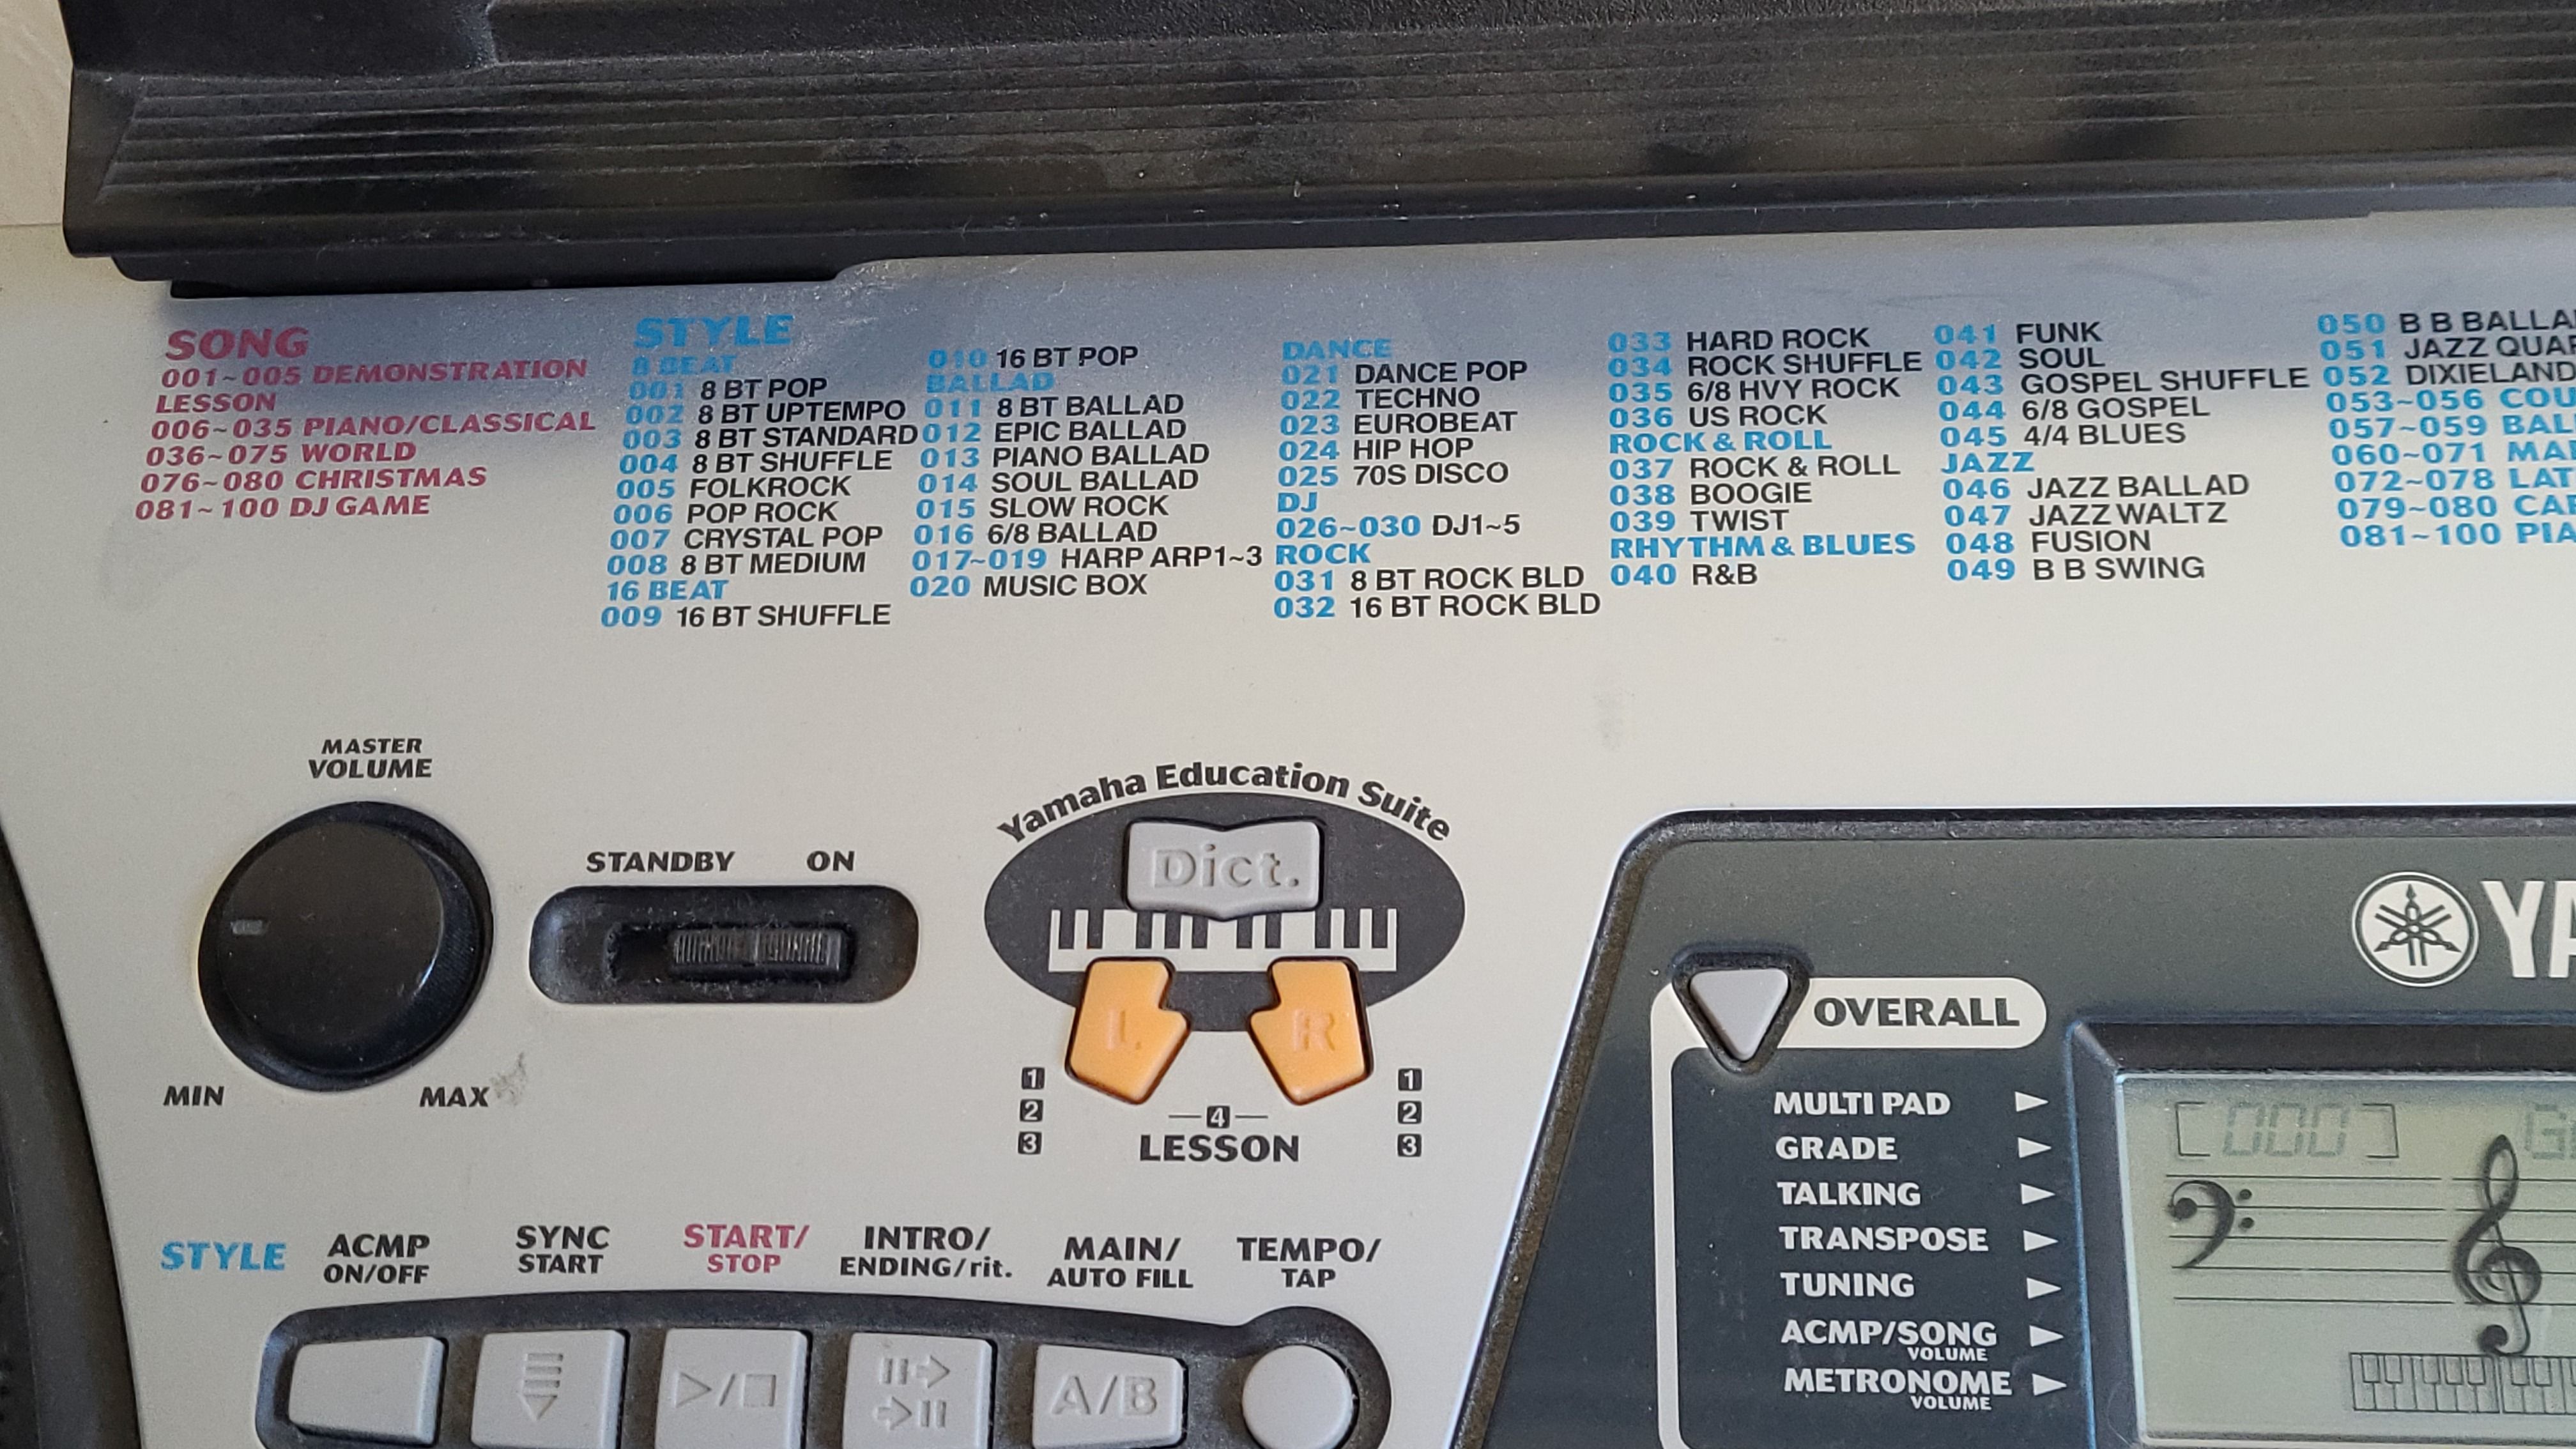 SONG
001~005 DEMONSTRATION
LESSON
006~035 PIANO/CLASSICAL
036~075 WORLD
076~080 CHRISTMAS
081~100 DJ GAME
STYLE
8 BEAT
001 8 BT POP
002 8 BT UPTEMPO
003 8 BT STANDARD
004 8 BT SHUFFLE
005 FOLKROCK
006 POP ROCK
007 CRYSTAL POP
008 8 BT MEDIUM
16 BEAT
009 16 BT SHUFFLE
010 16 BT POP
BALLAD
011 8 BT BALLAD
012 EPIC BALLAD
013 PIANO BALLAD
014 SOUL BALLAD
015 SLOW ROCK
016 6/8 BALLAD
017~019 HARP ARP1~3
020 MUSIC BOX
DANCE
021 DANCE POP
022 TECHNO
023 EUROBEAT
024 HIP HOP
025 70S DISCO
DJ
026~030 DJ1~5
ROCK
031 8 BT ROCK BLD
032 16 BT ROCK BLD
033 HARD ROCK
034 ROCK SHUFFLE
035 6/8 HVY ROCK
036 US ROCK
ROCK & ROLL
037 ROCK & ROLL
038 BOOGIE
039 TWIST
RHYTHM & BLUES
040 R&B
041 FUNK
042 SOUL
043 GOSPEL SHUFFLE
044 6/8 GOSPEL
045 4/4 BLUES
JAZZ
046 JAZZ BALLAD
047 JAZZ WALTZ
048 FUSION
049 B B SWING
050 B B
051 JAZZ
052 DIXIELAND
053~056
057~059
060~071
072~078
079~080
081~100
MASTER
VOLUME
MIN MAX
STANDBY ON
Yamaha Education Suite
Dict.
L R
1 1
2 2
3 3
4
LESSON
STYLE
ACMP
ON/OFF
SYNC
START
START/
STOP
INTRO/
ENDING/rit.
MAIN/
AUTO FILL
TEMPO/
TAP
A/B
OVERALL
MULTI PAD
GRADE
TALKING
TRANSPOSE
TUNING
ACMP/SONG
VOLUME
METRONOME
VOLUME
000